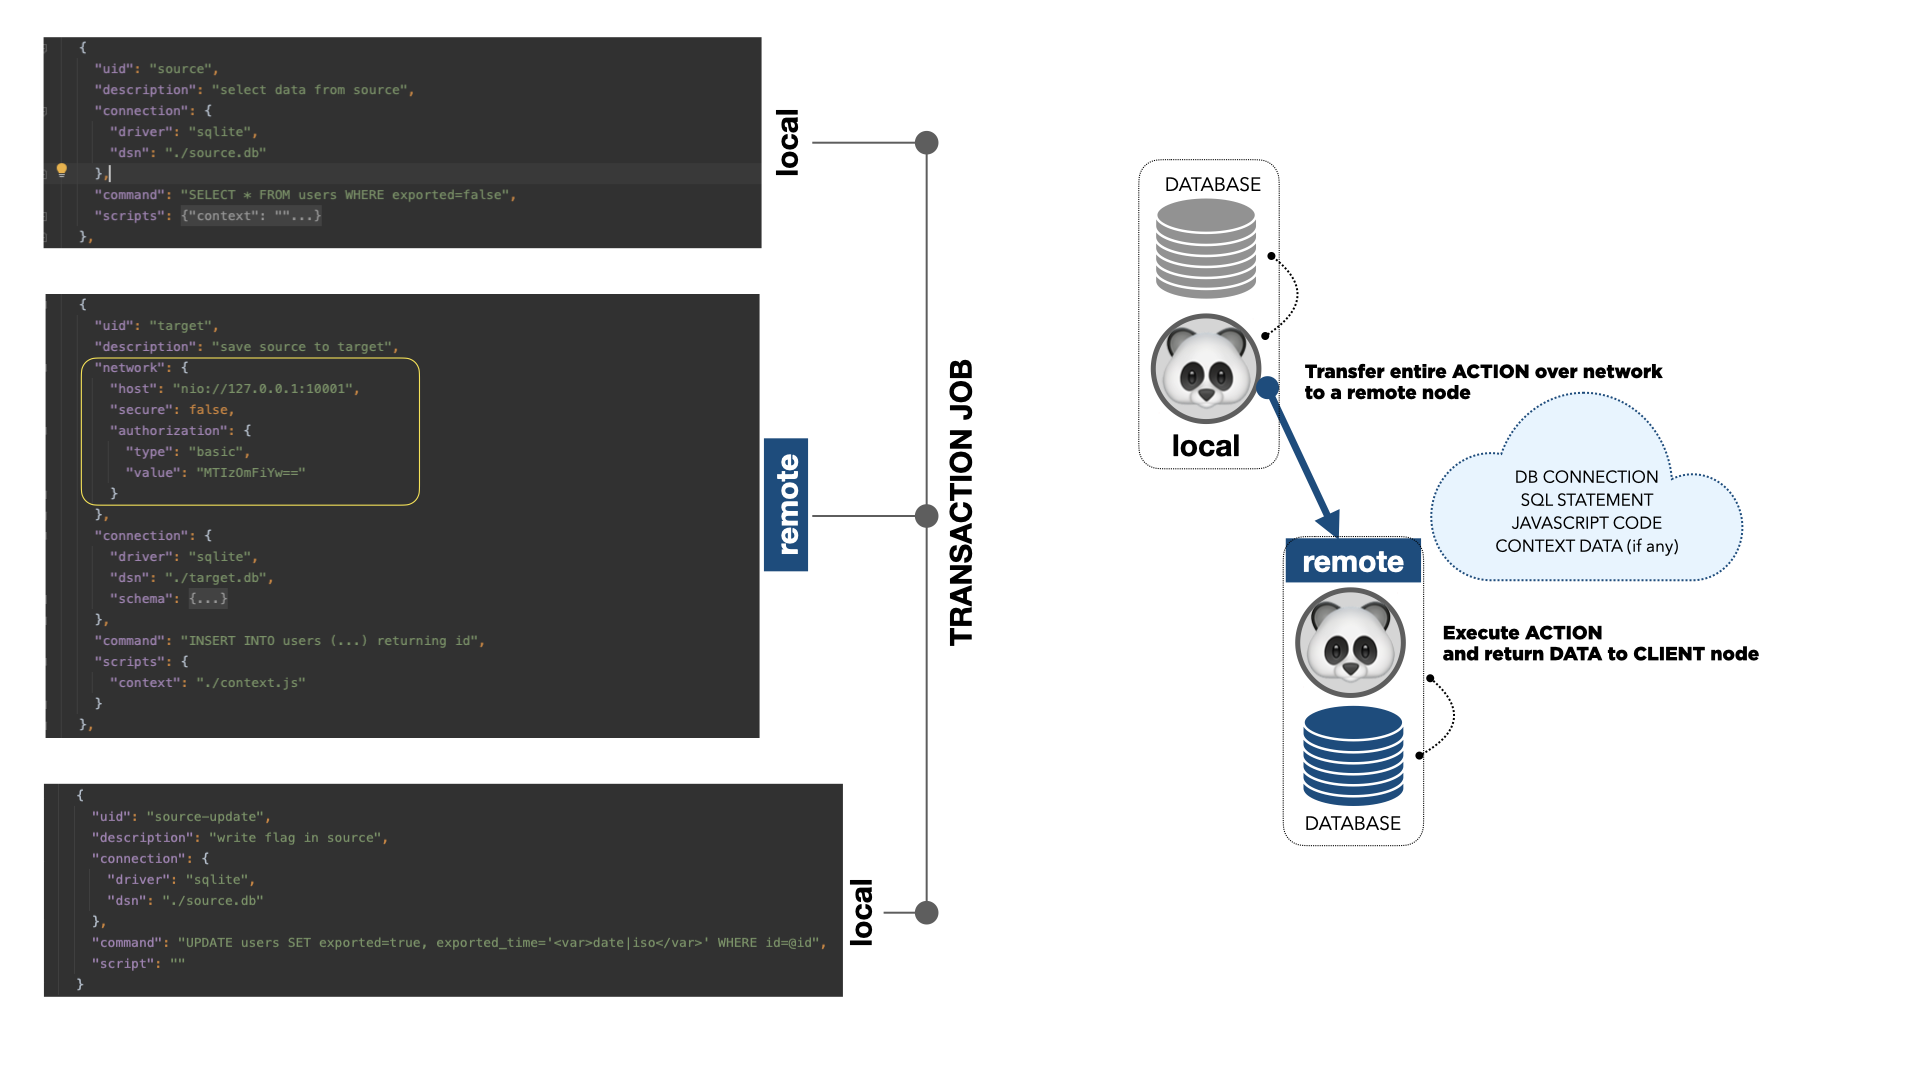 {
"uid": "source",
"description": "select data from source",
"connection": {
"driver": "sqlite",
"dsn": "./source.db"
},
"command": "SELECT * FROM users WHERE exported=false",
"scripts": {"context": ""...}
},
local
{
"uid": "target",
"description": "save source to target",
"network": {
"host": "nio://127.0.0.1:10001",
"secure": false,
"authorization": {
"type": "basic",
"value": "MTIzOmFiYw=="
}
},
"connection": {
"driver": "sqlite",
"dsn": "./target.db",
"schema": {...}
},
"command": "INSERT INTO users (...) returning id",
"scripts": {
"context": "./context.js"
}
},
remote
{
"uid": "source-update",
"description": "write flag in source",
"connection": {
"driver": "sqlite",
"dsn": "./source.db"
},
"command": "UPDATE users SET exported=true, exported_time='<var>date|iso</var>' WHERE id=@id",
"script": ""
}
local
TRANSACTION JOB
DATABASE
local
Transfer entire ACTION over network
to a remote node
DB CONNECTION
SQL STATEMENT
JAVASCRIPT CODE
CONTEXT DATA (if any)
remote
Execute ACTION
and return DATA to CLIENT node
DATABASE